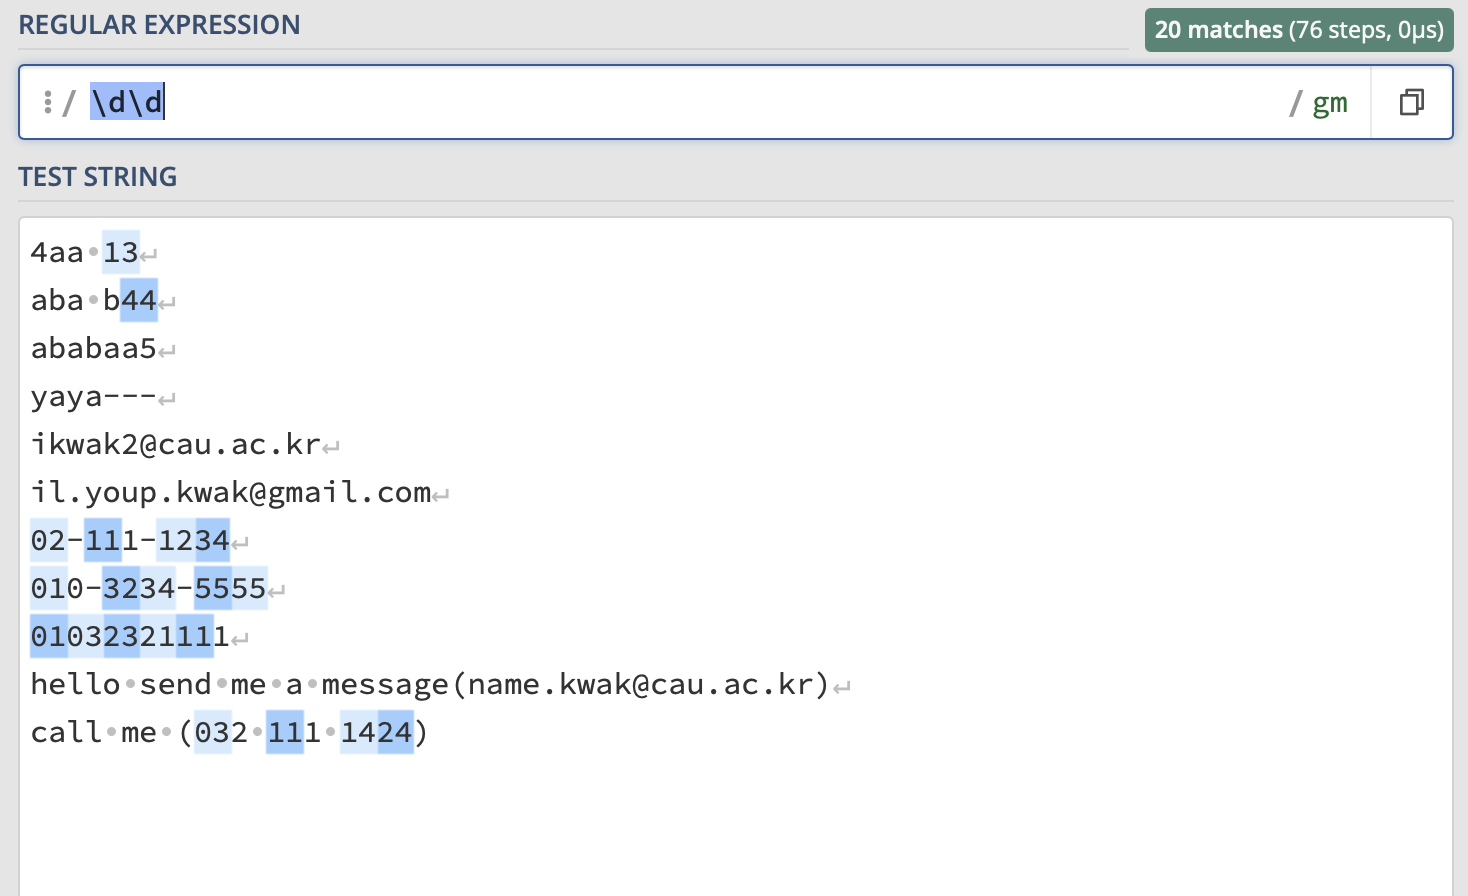 REGULAR EXPRESSION
20 matches (76 steps, 0μs)
/ \d\d / gm
TEST STRING
4aa•13↵
aba•b44↵
ababaa5↵
yaya---↵
ikwak2@cau.ac.kr↵
il.youp.kwak@gmail.com↵
02-111-1234↵
010-3234-5555↵
01032321111↵
hello•send•me•a•message(name.kwak@cau.ac.kr)↵
call•me•(032•111•1424)